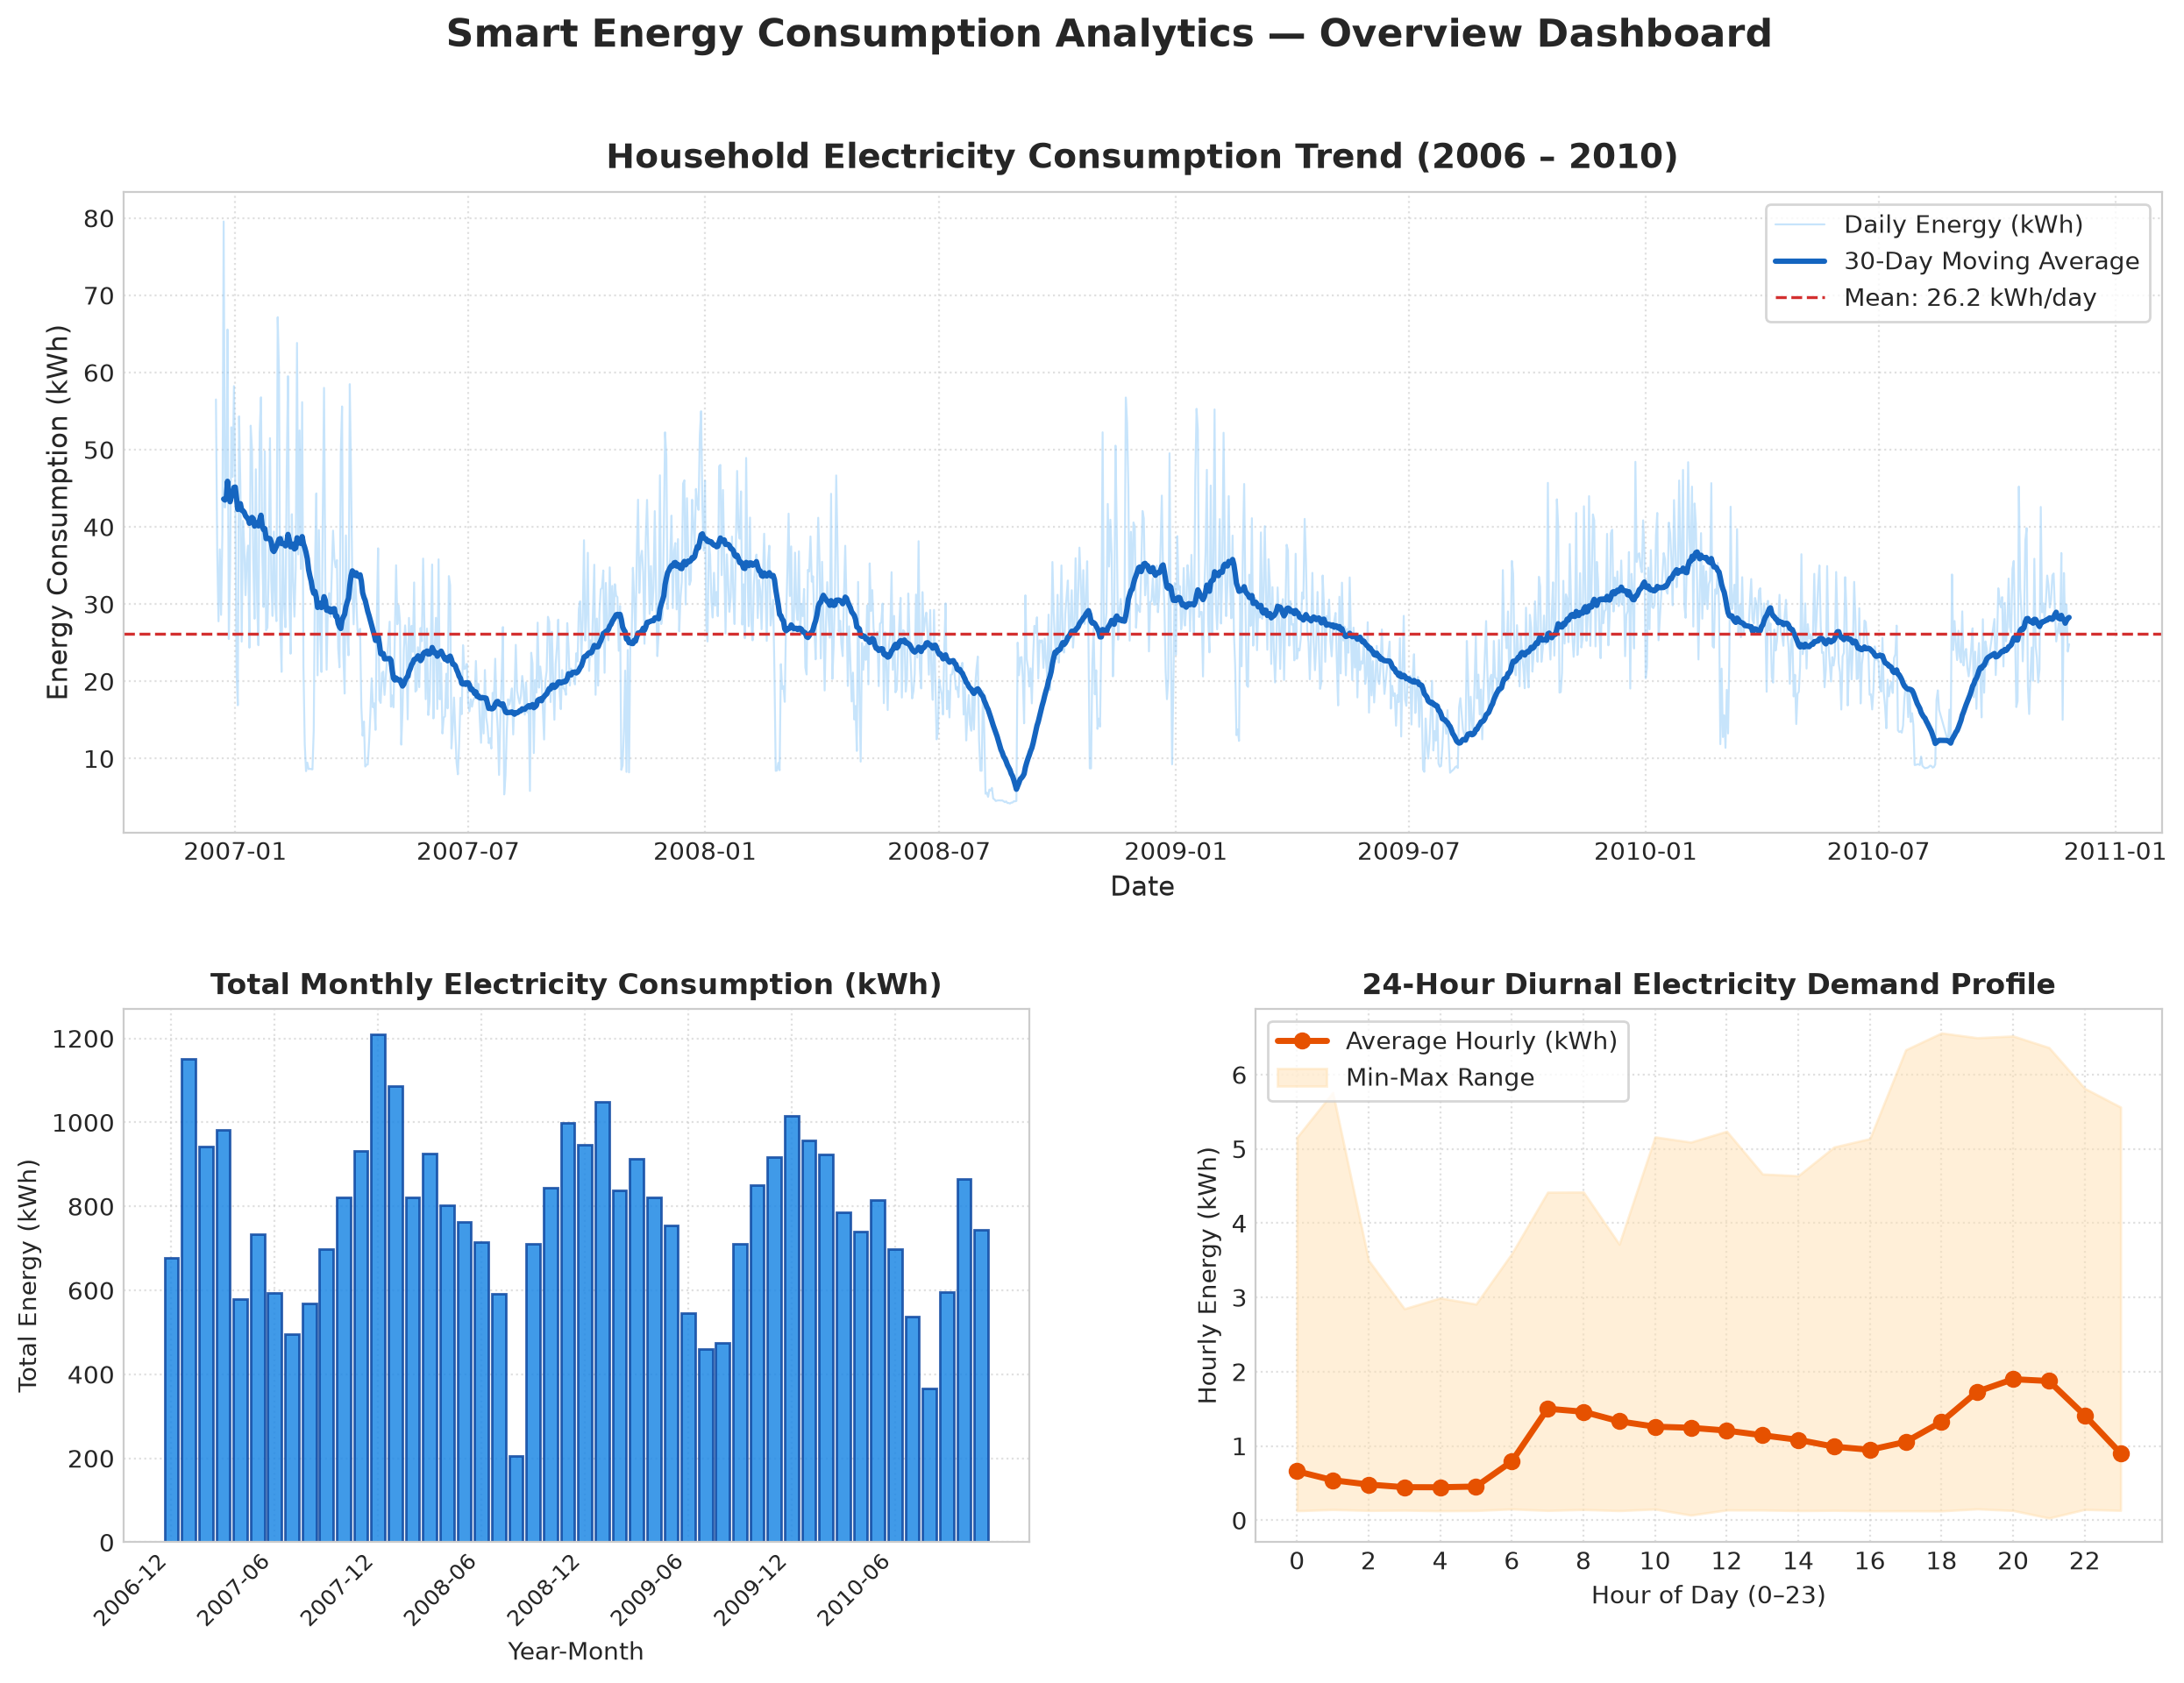 Smart Energy Consumption Analytics — Overview Dashboard
Household Electricity Consumption Trend (2006 – 2010)
Energy Consumption (kWh)
80
70
60
50
40
30
20
10
Daily Energy (kWh)
30-Day Moving Average
Mean: 26.2 kWh/day
2007-01 2007-07 2008-01 2008-07 2009-01 2009-07 2010-01 2010-07 2011-01
Date
Total Monthly Electricity Consumption (kWh)
Total Energy (kWh)
1200
1000
800
600
400
200
0
2006-12 2007-06 2007-12 2008-06 2008-12 2009-06 2009-12 2010-06
Year-Month
24-Hour Diurnal Electricity Demand Profile
Average Hourly (kWh)
Min-Max Range
Hourly Energy (kWh)
6
5
4
3
2
1
0
0 2 4 6 8 10 12 14 16 18 20 22
Hour of Day (0–23)